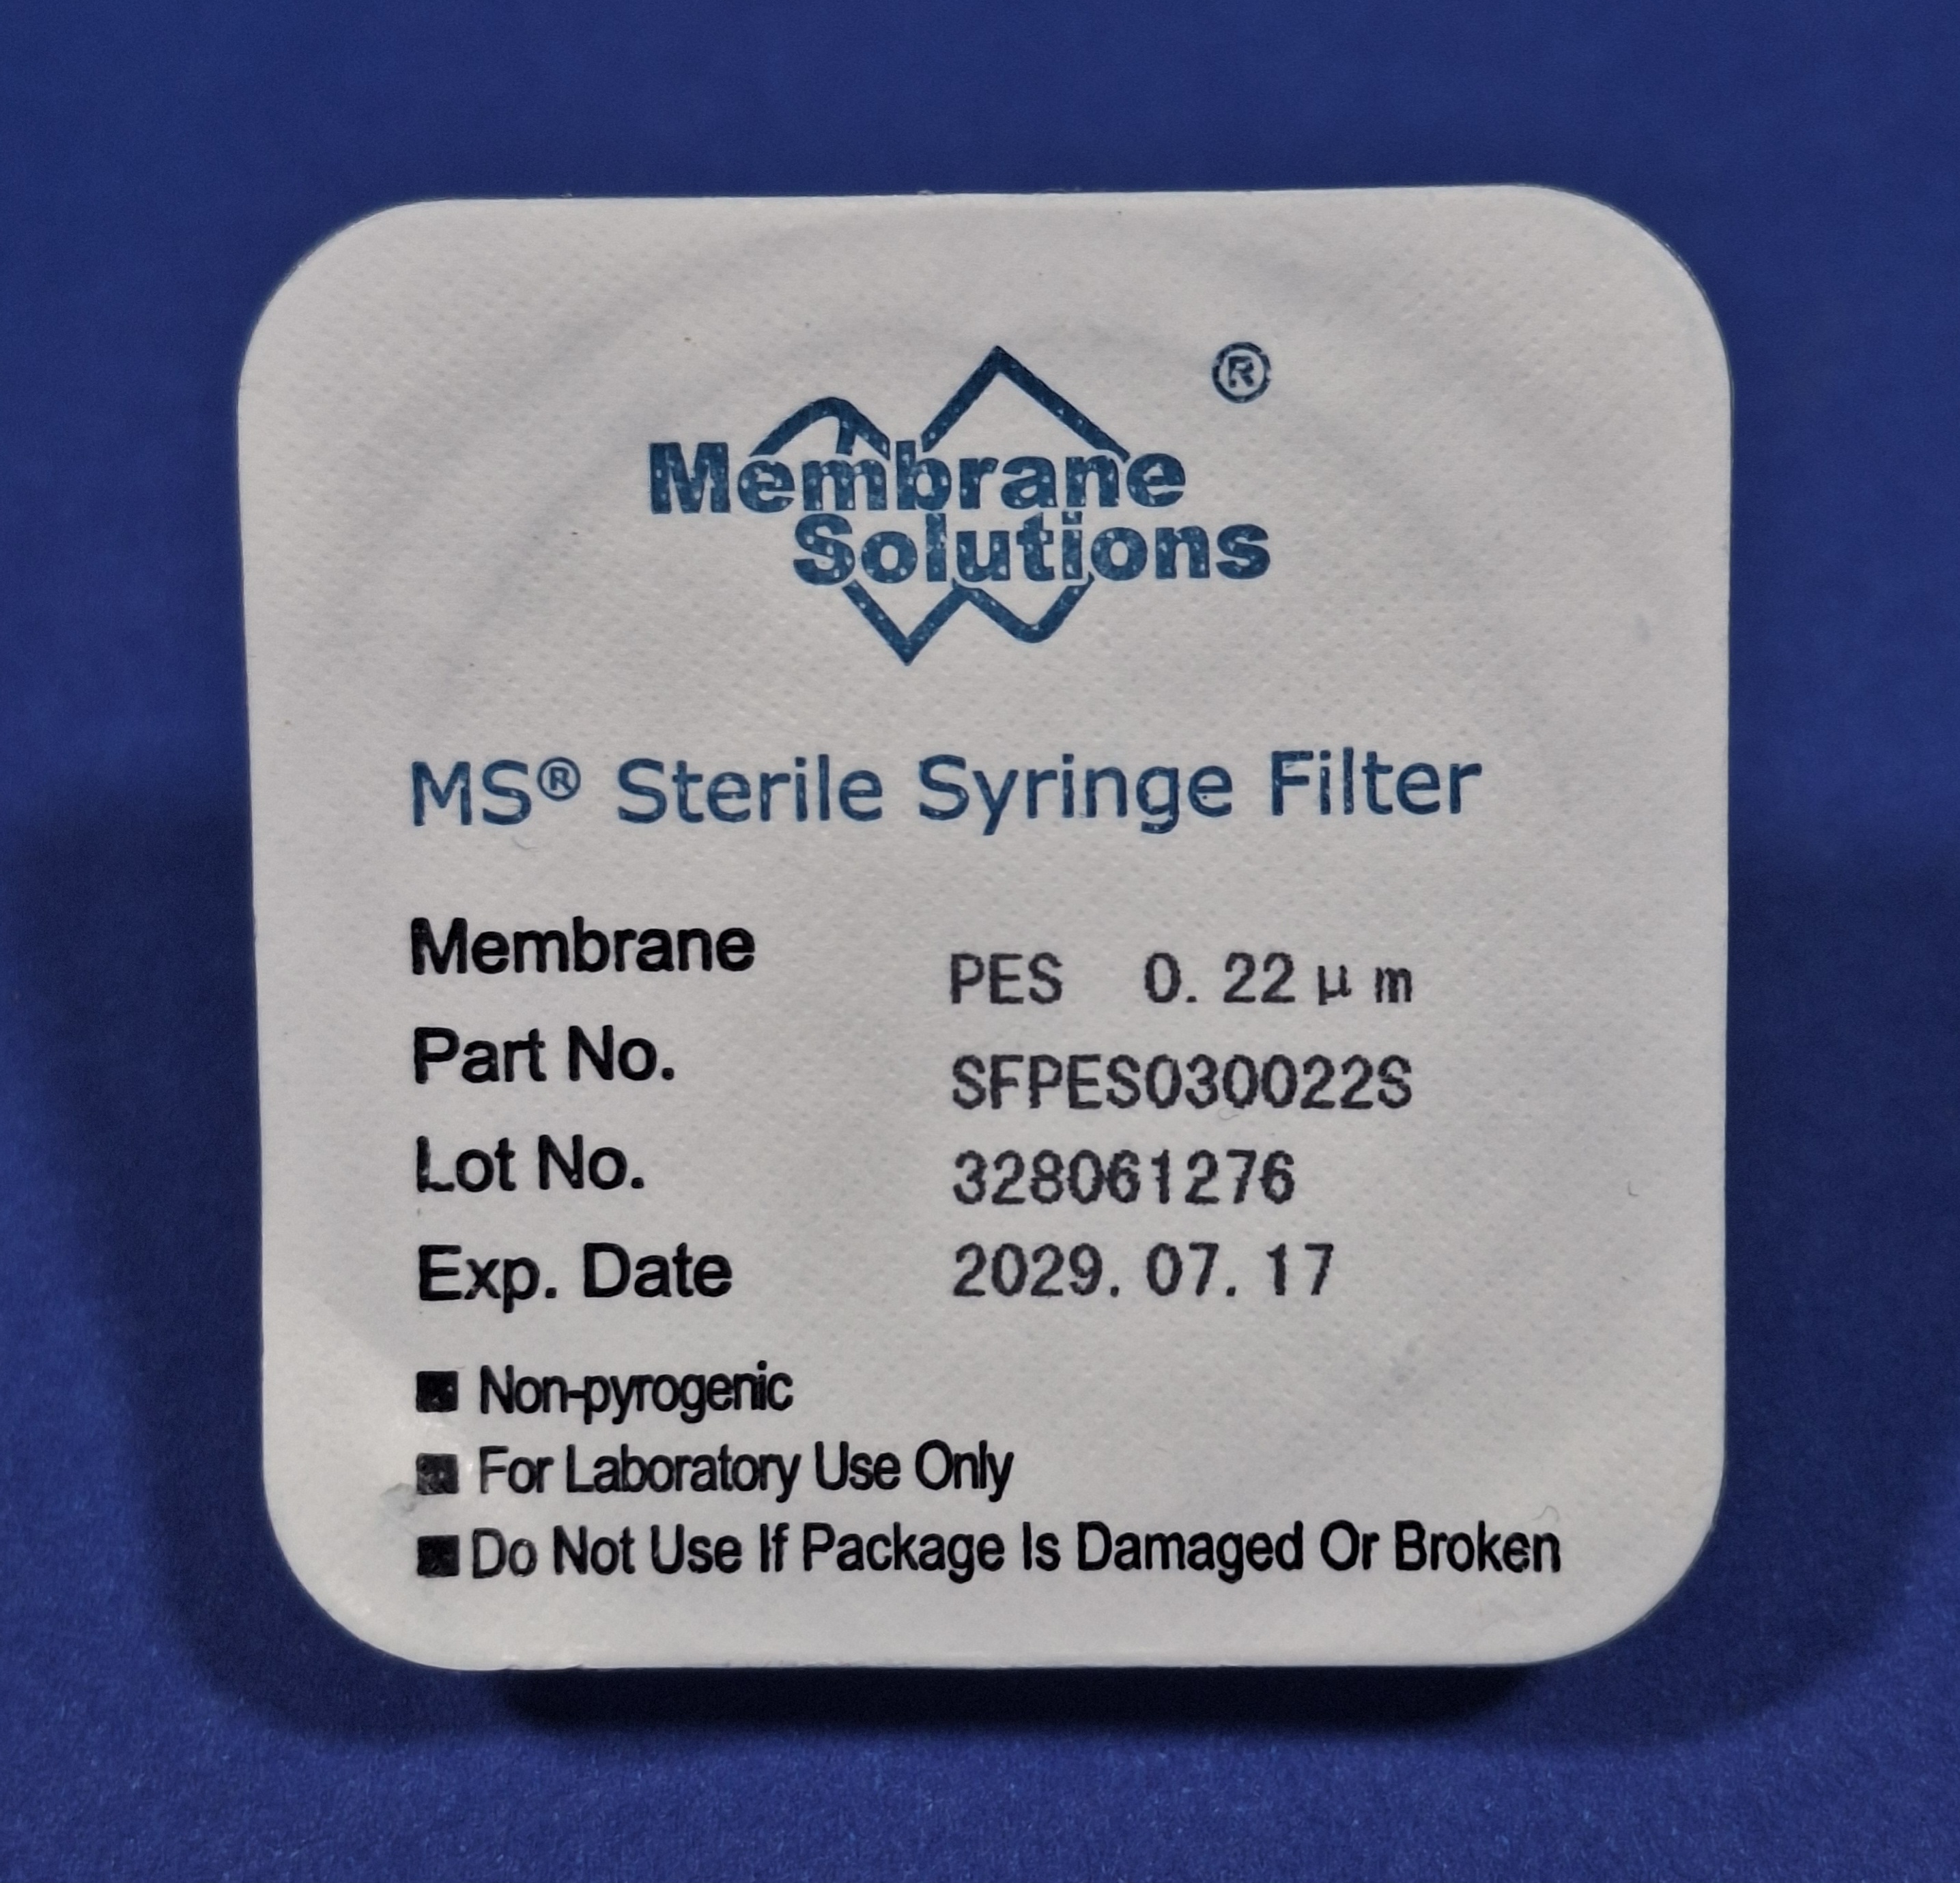 ®
Membrane
Solutions
MS® Sterile Syringe Filter
Membrane PES 0.22μm
Part No. SFPES030022S
Lot No. 328061276
Exp. Date 2029.07.17
■ Non-pyrogenic
■ For Laboratory Use Only
■ Do Not Use If Package Is Damaged Or Broken